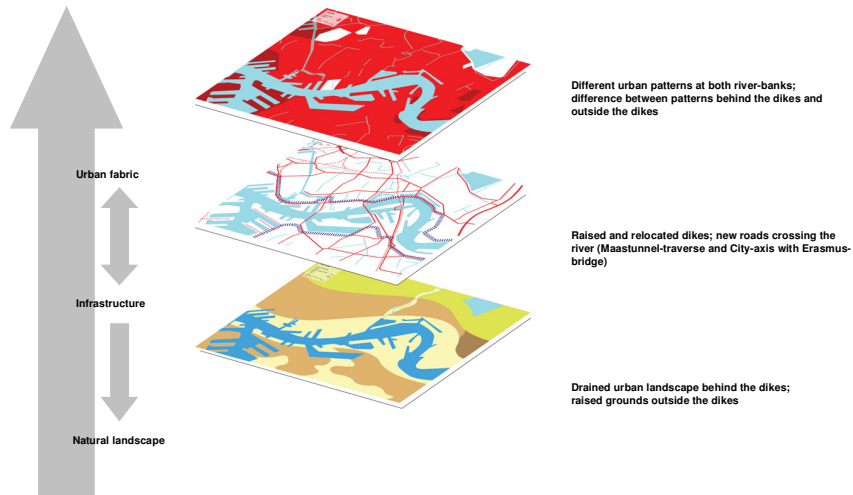 Different urban patterns at both river-banks;
difference between patterns behind the dikes and
outside the dikes
Urban fabric
Raised and relocated dikes; new roads crossing the
river (Maastunnel-traverse and City-axis with Erasmus-
bridge)
Infrastructure
Drained urban landscape behind the dikes;
raised grounds outside the dikes
Natural landscape